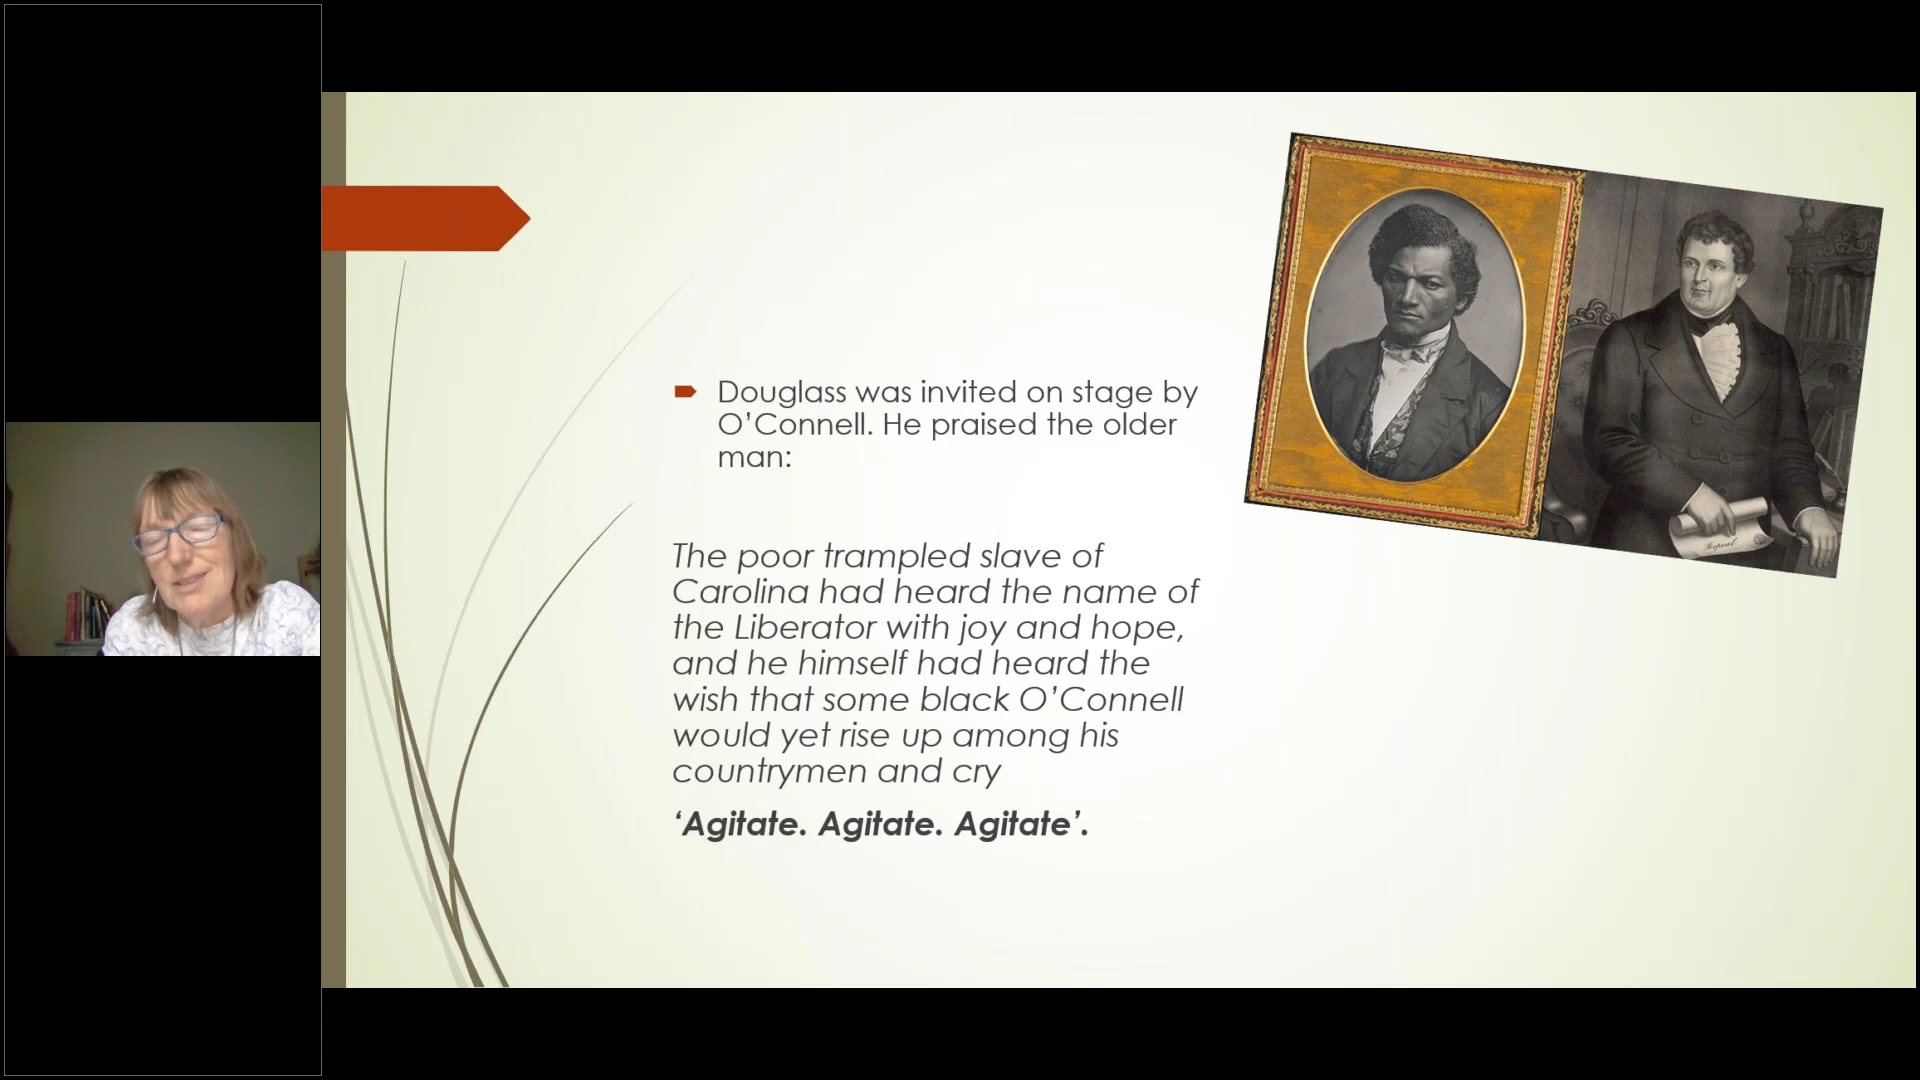 Douglass was invited on stage by
O’Connell. He praised the older
man:
The poor trampled slave of
Carolina had heard the name of
the Liberator with joy and hope,
and he himself had heard the
wish that some black O’Connell
would yet rise up among his
countrymen and cry
‘Agitate. Agitate. Agitate’.
Repeal